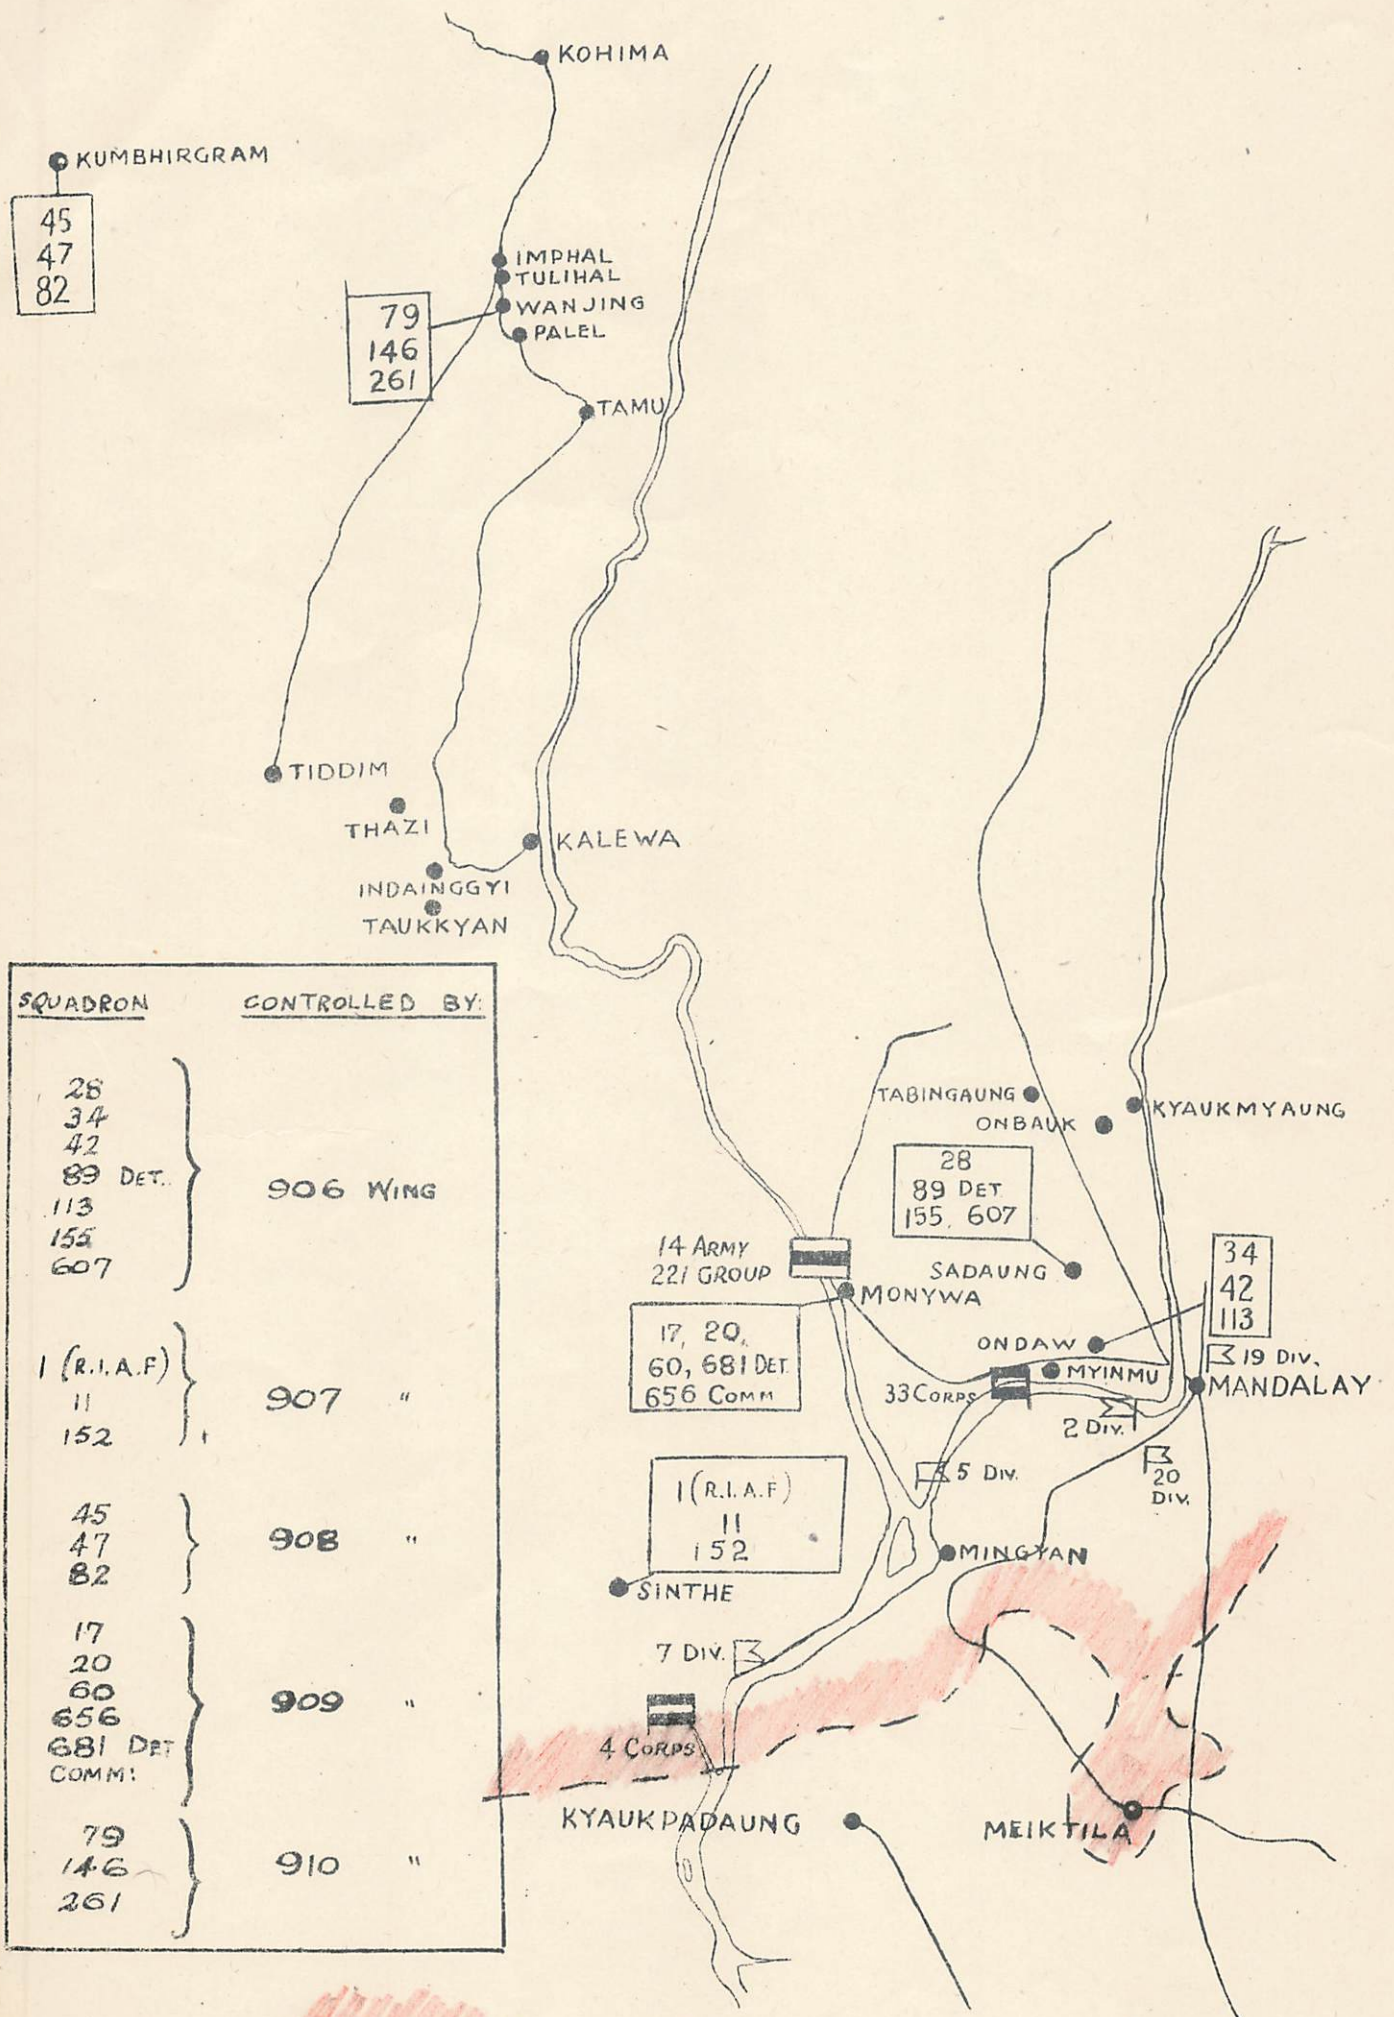 KOHIMA
KUMBHIRGRAM
45
47
82
IMPHAL
TULIHAL
WANJING
PALEL
79
146
261
TAMU
TIDDIM
THAZI
KALEWA
INDAINGGYI
TAUKKYAN
SQUADRON CONTROLLED BY:
28
34
42
89 DET.
113
155
607
906 WING
1 (R.I.A.F)
11
152
907 "
45
47
82
908 "
17
20
60
656
681 DET
COMM:
909 "
79
146
261
910 "
TABINGAUNG
ONBAUK
KYAUKMYAUNG
28
89 DET
155, 607
SADAUNG
14 ARMY
221 GROUP
MONYWA
17, 20,
60, 681 DET.
656 COMM
34
42
113
ONDAW
MYINMU
19 DIV.
MANDALAY
33 CORPS
2 DIV.
20
DIV.
5 DIV.
1 (R.I.A.F)
11
152
SINTHE
MINGYAN
7 DIV.
4 CORPS
KYAUKPADAUNG
MEIKTILA